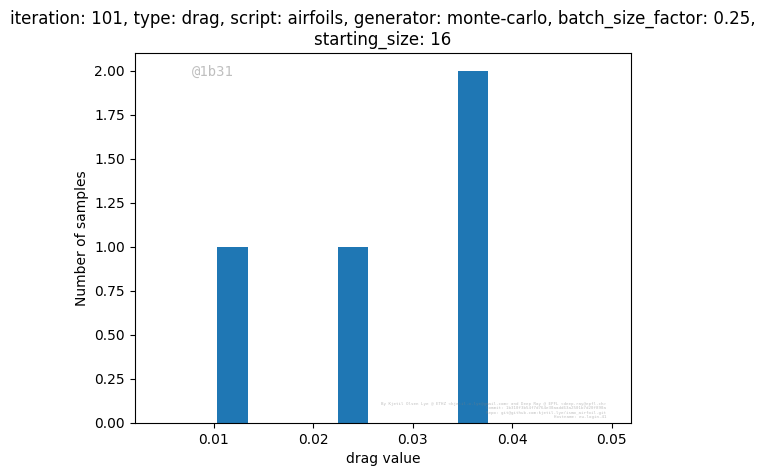 iteration: 101, type: drag, script: airfoils, generator: monte-carlo, batch_size_factor: 0.25,
starting_size: 16
@1b31
2.00
1.75
1.50
1.25
1.00
0.75
0.50
0.25
0.00
Number of samples
0.01 0.02 0.03 0.04 0.05
drag value